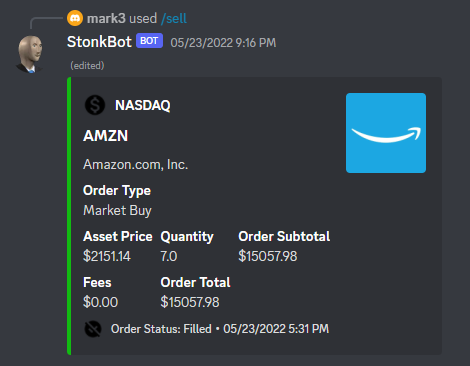 mark3 used /sell
StonkBot BOT 05/23/2022 9:16 PM
(edited)
NASDAQ
AMZN
Amazon.com, Inc.
Order Type
Market Buy
Asset Price Quantity Order Subtotal
$2151.14 7.0 $15057.98
Fees Order Total
$0.00 $15057.98
Order Status: Filled • 05/23/2022 5:31 PM